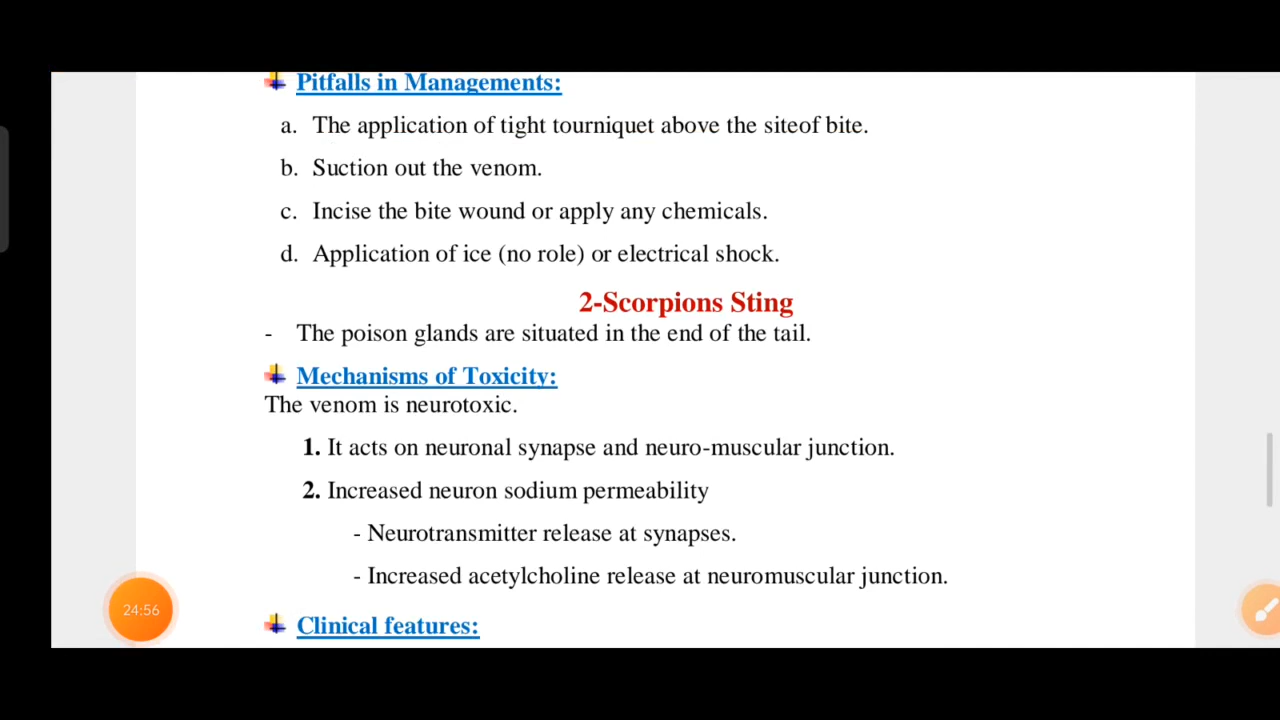 Pitfalls in Managements:
a. The application of tight tourniquet above the siteof bite.
b. Suction out the venom.
c. Incise the bite wound or apply any chemicals.
d. Application of ice (no role) or electrical shock.
2-Scorpions Sting
- The poison glands are situated in the end of the tail.
Mechanisms of Toxicity:
The venom is neurotoxic.
1. It acts on neuronal synapse and neuro-muscular junction.
2. Increased neuron sodium permeability
- Neurotransmitter release at synapses.
- Increased acetylcholine release at neuromuscular junction.
24:56
Clinical features: